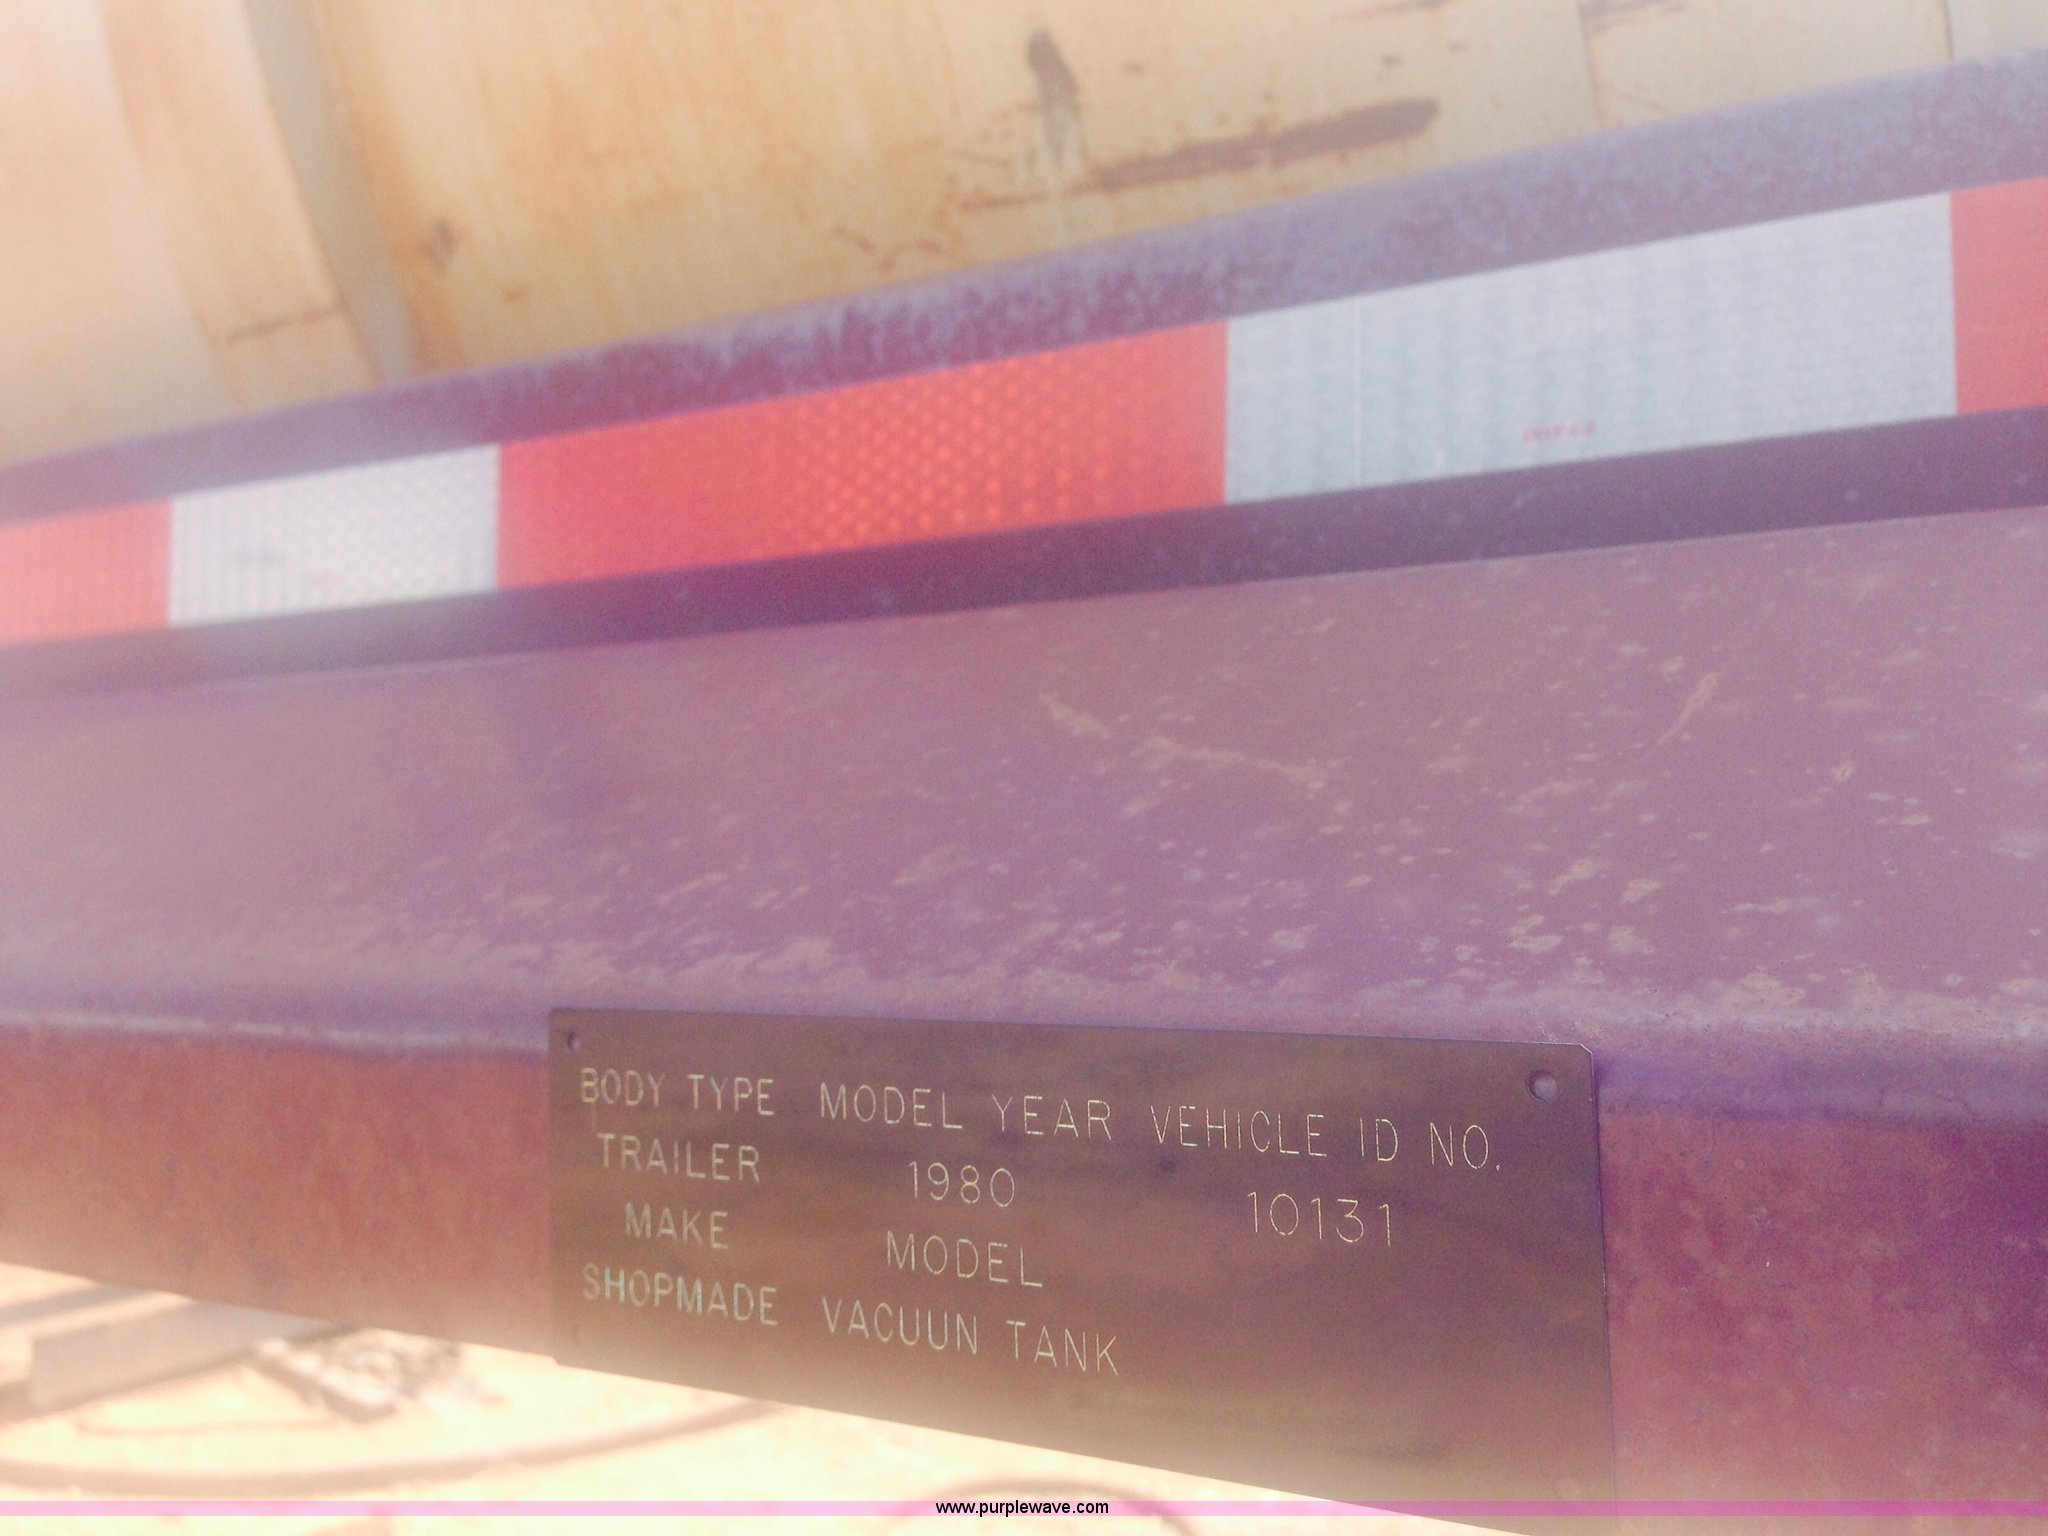 BODY TYPE MODEL YEAR VEHICLE ID NO.
TRAILER 1980 10131
MAKE MODEL
SHOPMADE VACUUN TANK
www.purplewave.com